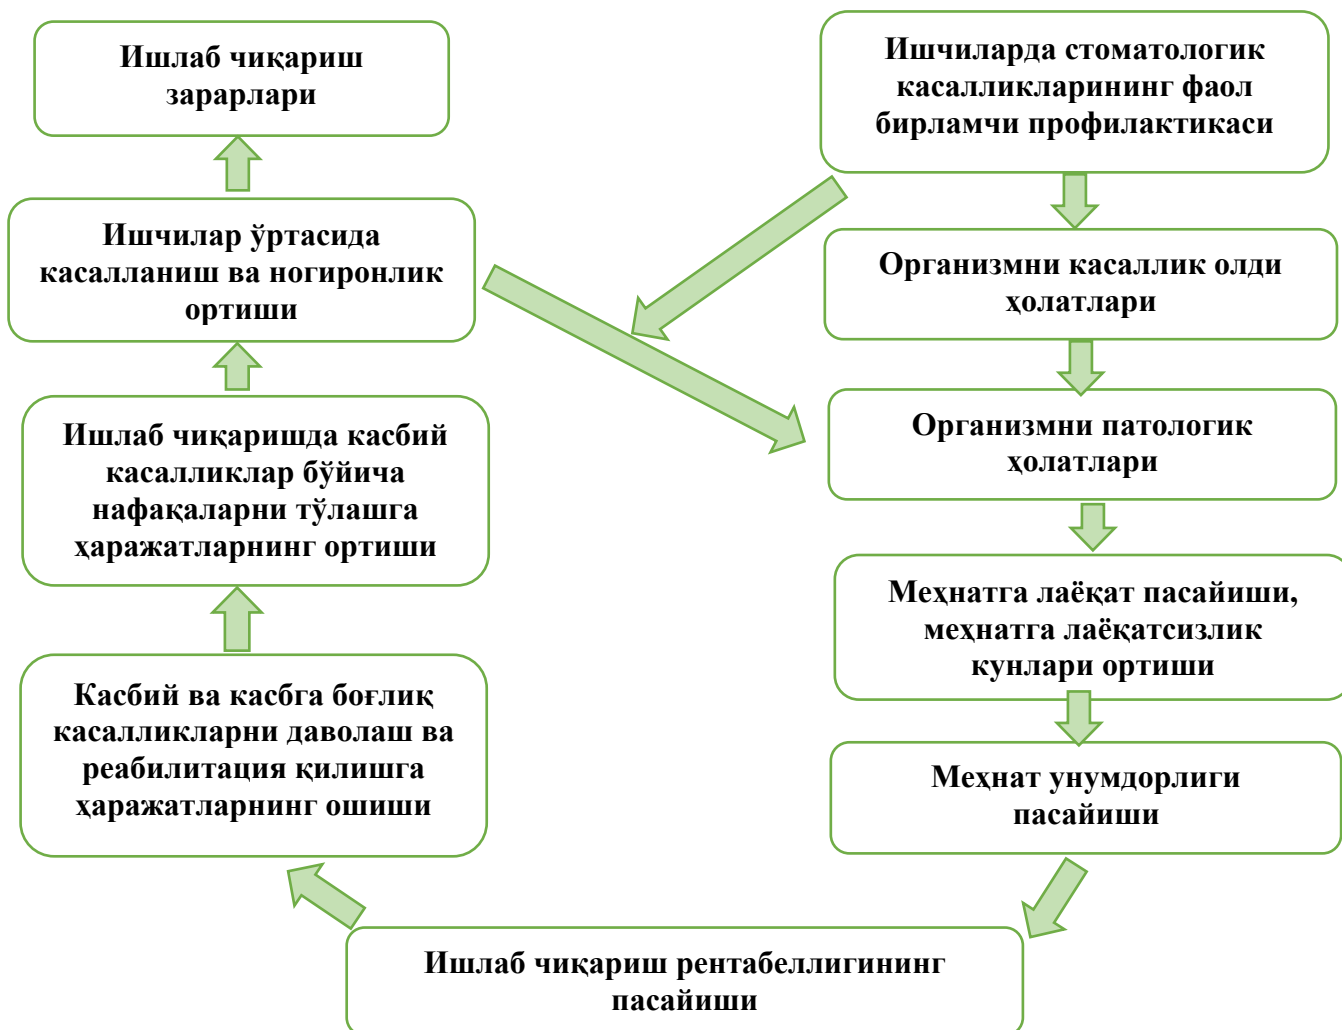 Ишлаб чиқариш
зарарлари
Ишчиларда стоматологик
касалликларининг фаол
бирламчи профилактикаси
Ишчилар ўртасида
касалланиш ва ногиронлик
ортиши
Организмни касаллик олди
ҳолатлари
Ишлаб чиқаришда касбий
касалликлар бўйича
нафақаларни тўлашга
ҳаражатларнинг ортиши
Организмни патологик
ҳолатлари
Меҳнатга лаёқат пасайиши,
меҳнатга лаёқатсизлик
кунлари ортиши
Касбий ва касбга боғлиқ
касалликларни даволаш ва
реабилитация қилишга
ҳаражатларнинг ошиши
Меҳнат унумдорлиги
пасайиши
Ишлаб чиқариш рентабеллигининг
пасайиши